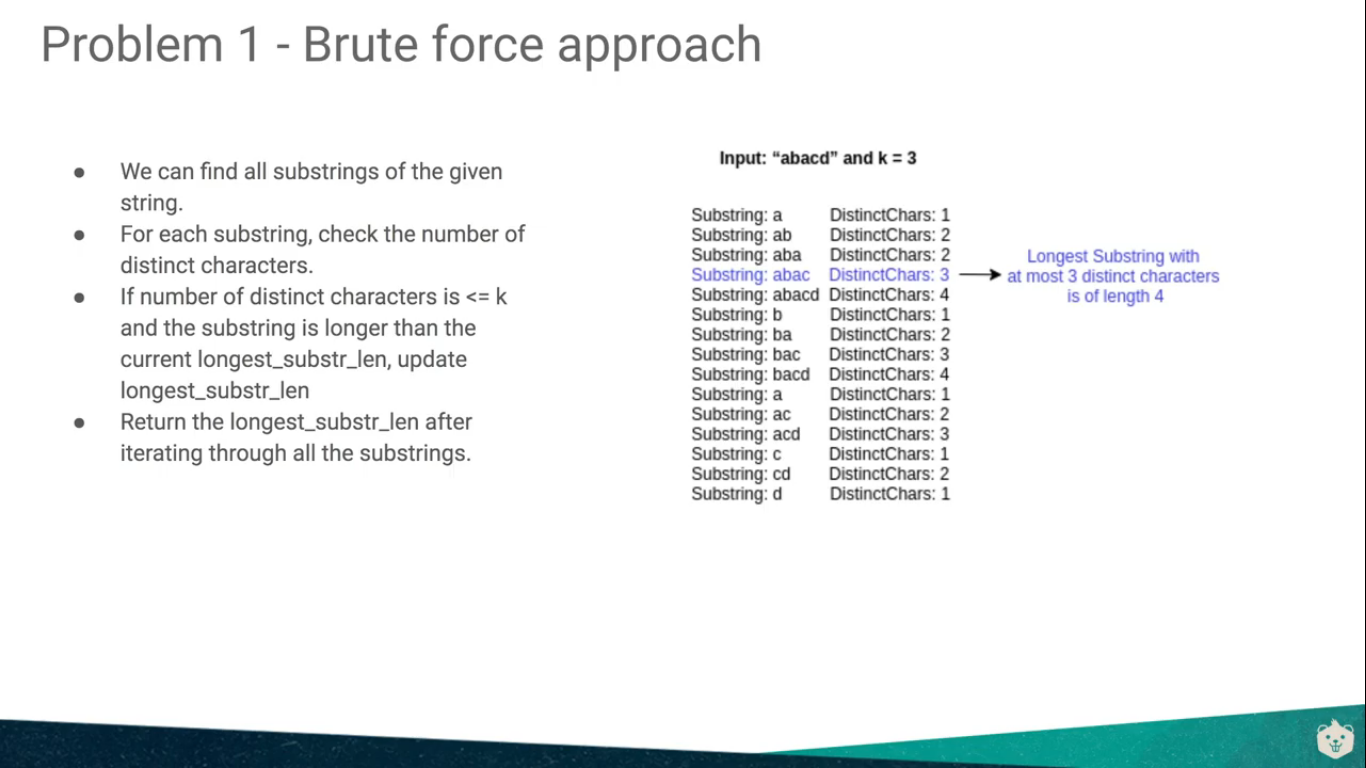 Problem 1 - Brute force approach
● We can find all substrings of the given
string.
● For each substring, check the number of
distinct characters.
● If number of distinct characters is <= k
and the substring is longer than the
current longest_substr_len, update
longest_substr_len
● Return the longest_substr_len after
iterating through all the substrings.
Input: “abacd” and k = 3
Substring: a DistinctChars: 1
Substring: ab DistinctChars: 2
Substring: aba DistinctChars: 2
Substring: abac DistinctChars: 3
Substring: abacd DistinctChars: 4
Substring: b DistinctChars: 1
Substring: ba DistinctChars: 2
Substring: bac DistinctChars: 3
Substring: bacd DistinctChars: 4
Substring: a DistinctChars: 1
Substring: ac DistinctChars: 2
Substring: acd DistinctChars: 3
Substring: c DistinctChars: 1
Substring: cd DistinctChars: 2
Substring: d DistinctChars: 1
Longest Substring with
at most 3 distinct characters
is of length 4